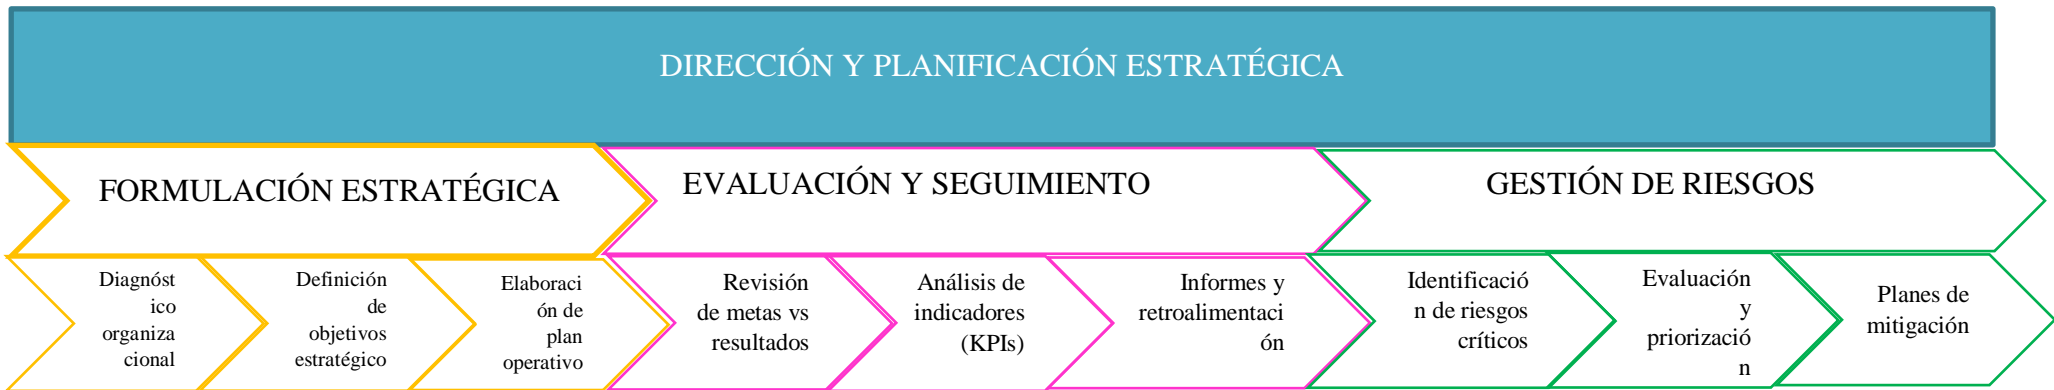 DIRECCIÓN Y PLANIFICACIÓN ESTRATÉGICA
FORMULACIÓN ESTRATÉGICA
EVALUACIÓN Y SEGUIMIENTO
GESTIÓN DE RIESGOS
Diagnóst
ico
organiza
cional
Definición
de
objetivos
estratégico
Elaboraci
ón de
plan
operativo
Revisión
de metas vs
resultados
Análisis de
indicadores
(KPIs)
Informes y
retroalimentaci
ón
Identificació
n de riesgos
críticos
Evaluación
y
priorizació
n
Planes de
mitigación